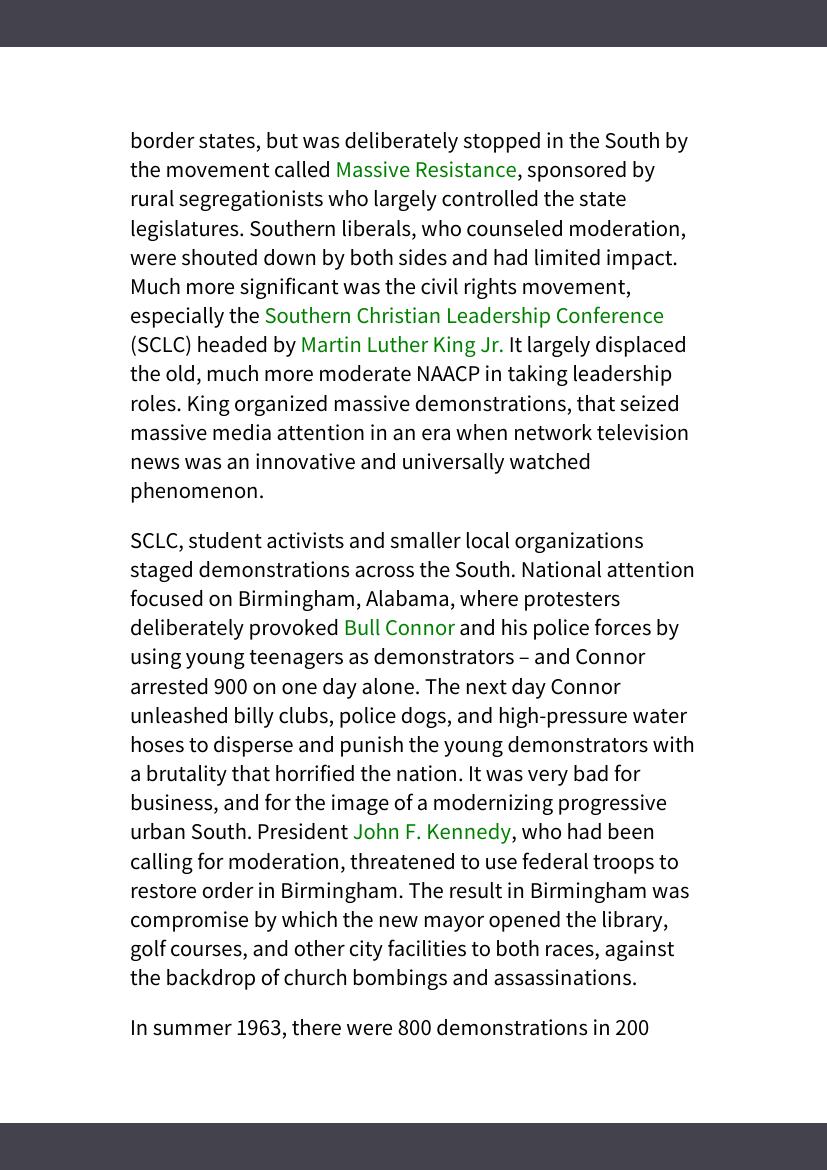 border states, but was deliberately stopped in the South by
the movement called Massive Resistance, sponsored by
rural segregationists who largely controlled the state
legislatures. Southern liberals, who counseled moderation,
were shouted down by both sides and had limited impact.
Much more significant was the civil rights movement,
especially the Southern Christian Leadership Conference
(SCLC) headed by Martin Luther King Jr. It largely displaced
the old, much more moderate NAACP in taking leadership
roles. King organized massive demonstrations, that seized
massive media attention in an era when network television
news was an innovative and universally watched
phenomenon.
SCLC, student activists and smaller local organizations
staged demonstrations across the South. National attention
focused on Birmingham, Alabama, where protesters
deliberately provoked Bull Connor and his police forces by
using young teenagers as demonstrators – and Connor
arrested 900 on one day alone. The next day Connor
unleashed billy clubs, police dogs, and high-pressure water
hoses to disperse and punish the young demonstrators with
a brutality that horrified the nation. It was very bad for
business, and for the image of a modernizing progressive
urban South. President John F. Kennedy, who had been
calling for moderation, threatened to use federal troops to
restore order in Birmingham. The result in Birmingham was
compromise by which the new mayor opened the library,
golf courses, and other city facilities to both races, against
the backdrop of church bombings and assassinations.
In summer 1963, there were 800 demonstrations in 200